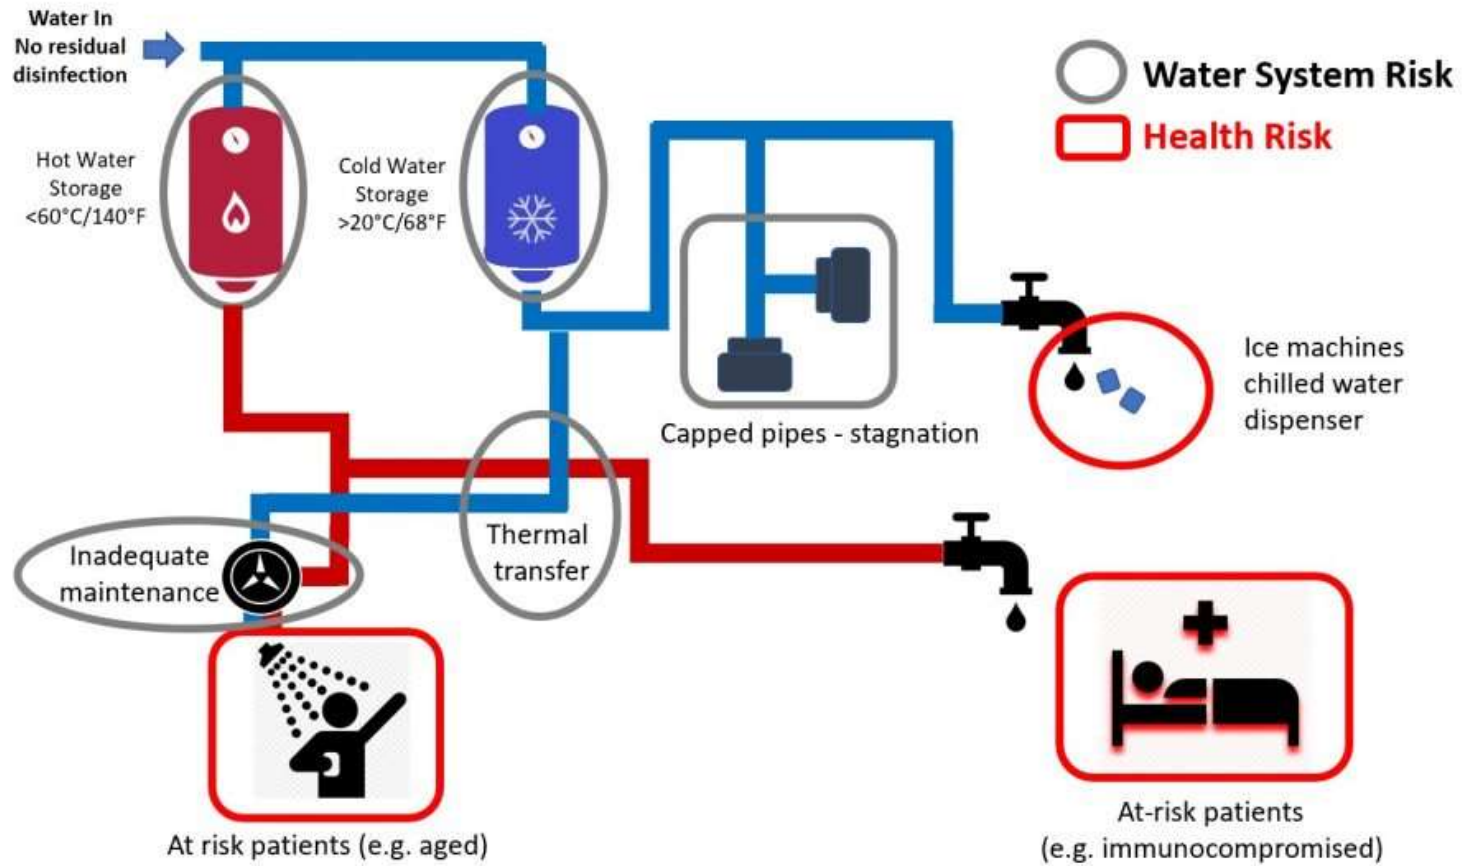 Water In
No residual
disinfection
Water System Risk
Health Risk
Hot Water
Storage
<60°C/140°F
Cold Water
Storage
>20°C/68°F
Ice machines
chilled water
dispenser
Capped pipes - stagnation
Thermal
transfer
Inadequate
maintenance
At risk patients (e.g. aged)
At-risk patients
(e.g. immunocompromised)